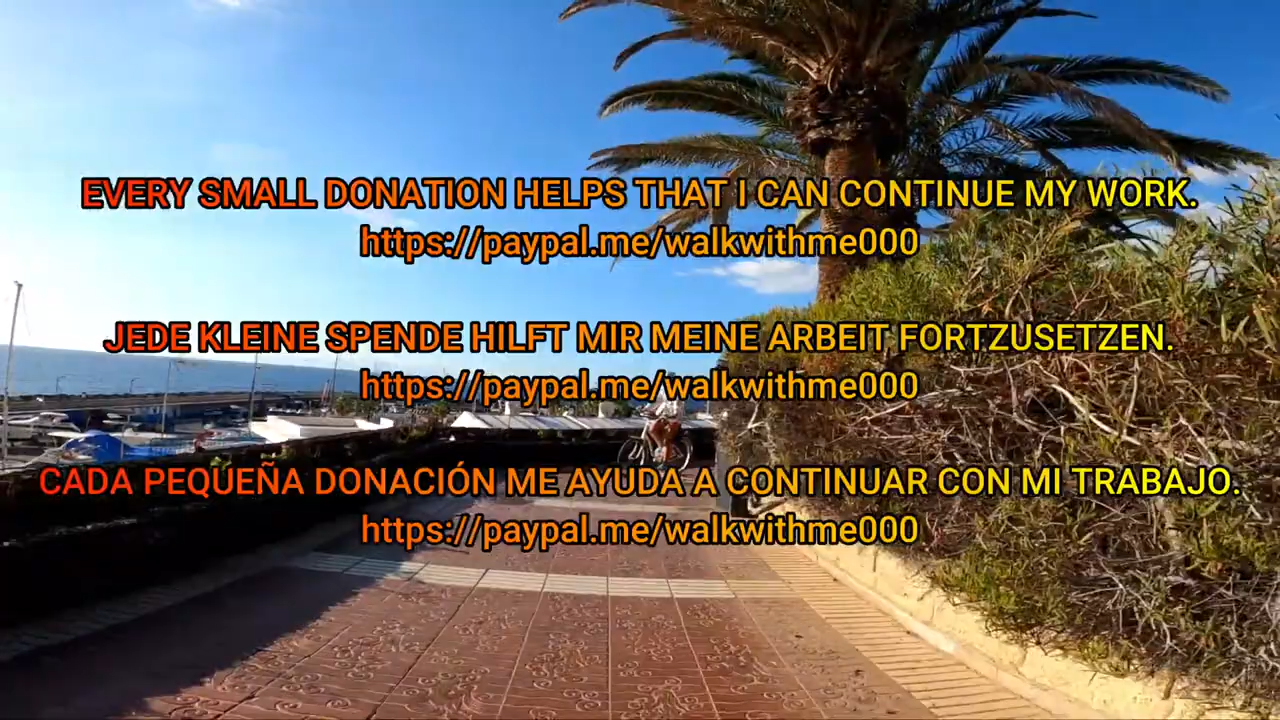 EVERY SMALL DONATION HELPS THAT I CAN CONTINUE MY WORK.
https://paypal.me/walkwithme000
JEDE KLEINE SPENDE HILFT MIR MEINE ARBEIT FORTZUSETZEN.
https://paypal.me/walkwithme000
CADA PEQUEÑA DONACIÓN ME AYUDA A CONTINUAR CON MI TRABAJO.
https://paypal.me/walkwithme000